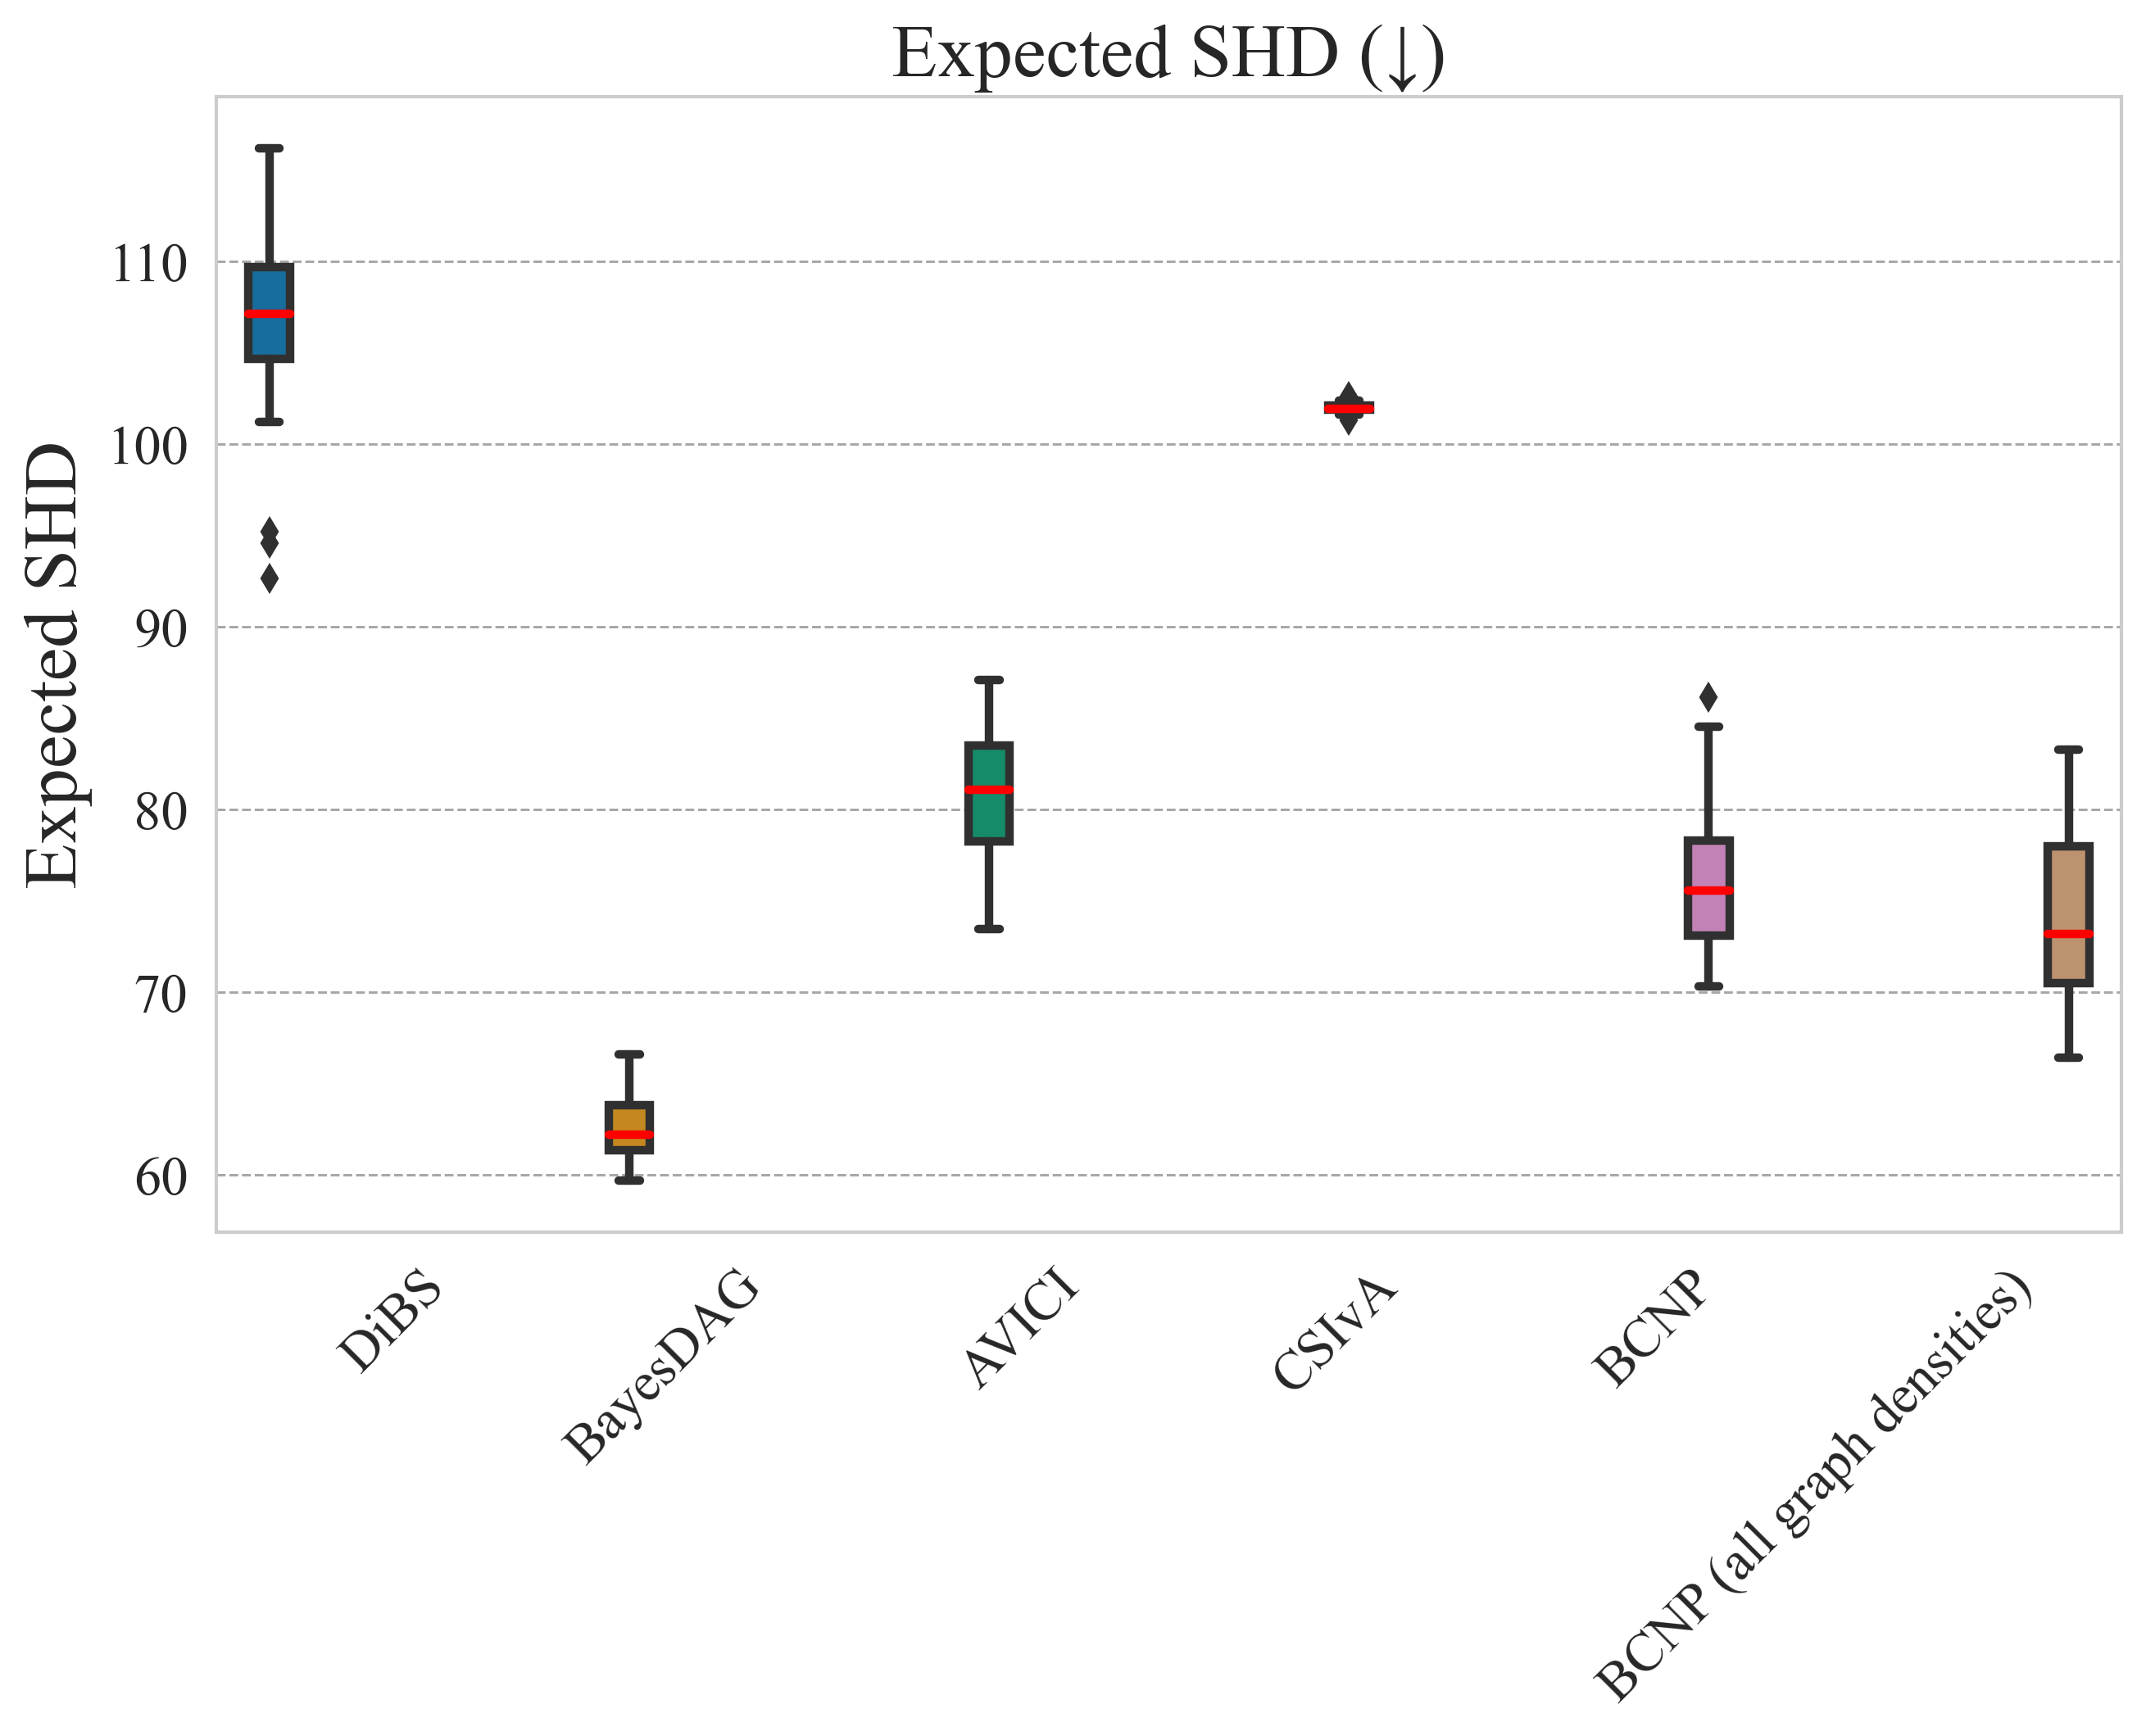 Expected SHD (↓)
Expected SHD
110
100
90
80
70
60
DiBS
BayesDAG
AVICI
CSIvA
BCNP
BCNP (all graph densities)